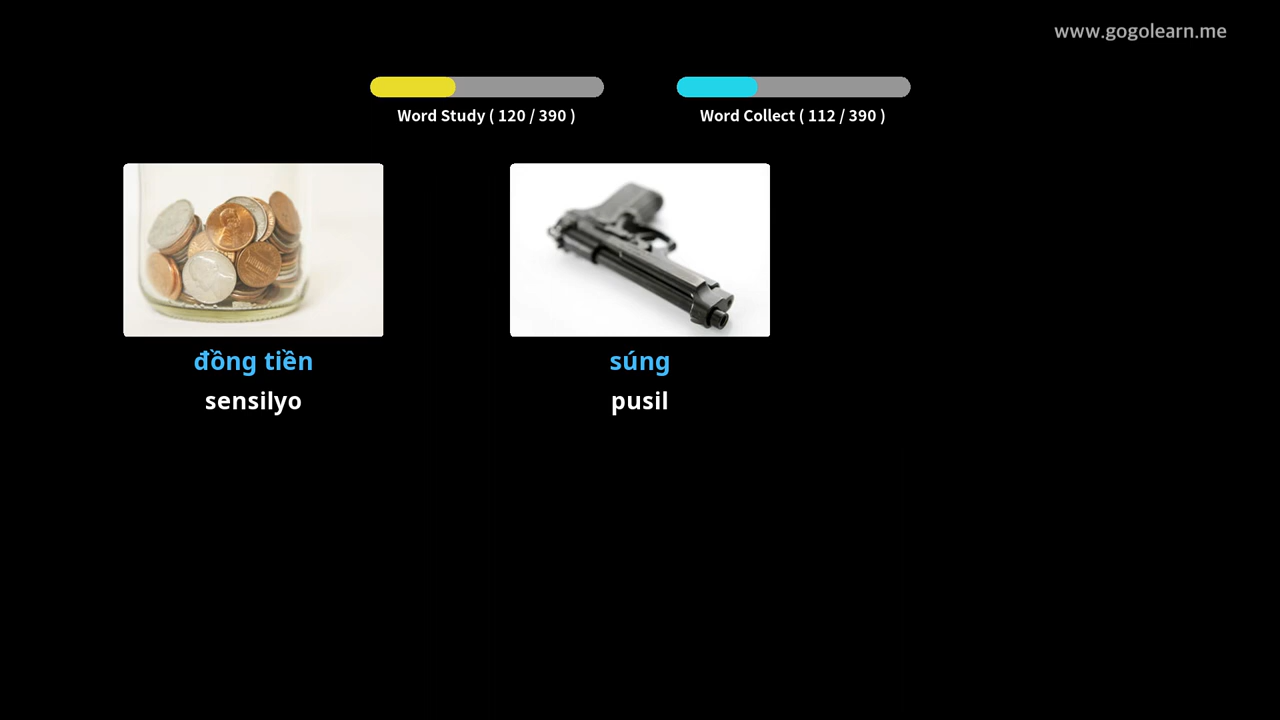 www.gogolearn.me
Word Study ( 120 / 390 )
Word Collect ( 112 / 390 )
đồng tiền
sensilyo
súng
pusil